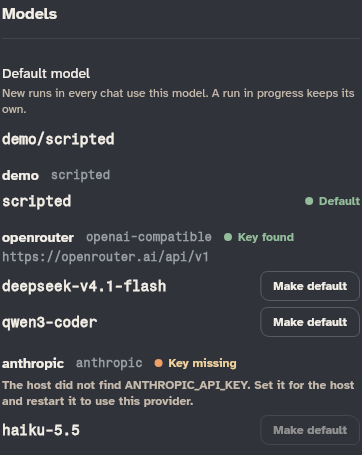 Models
Default model
New runs in every chat use this model. A run in progress keeps its
own.
demo/scripted
demo scripted
scripted Default
openrouter openai-compatible Key found
https://openrouter.ai/api/v1
deepseek-v4.1-flash Make default
qwen3-coder Make default
anthropic anthropic Key missing
The host did not find ANTHROPIC_API_KEY. Set it for the host
and restart it to use this provider.
haiku-5.5 Make default